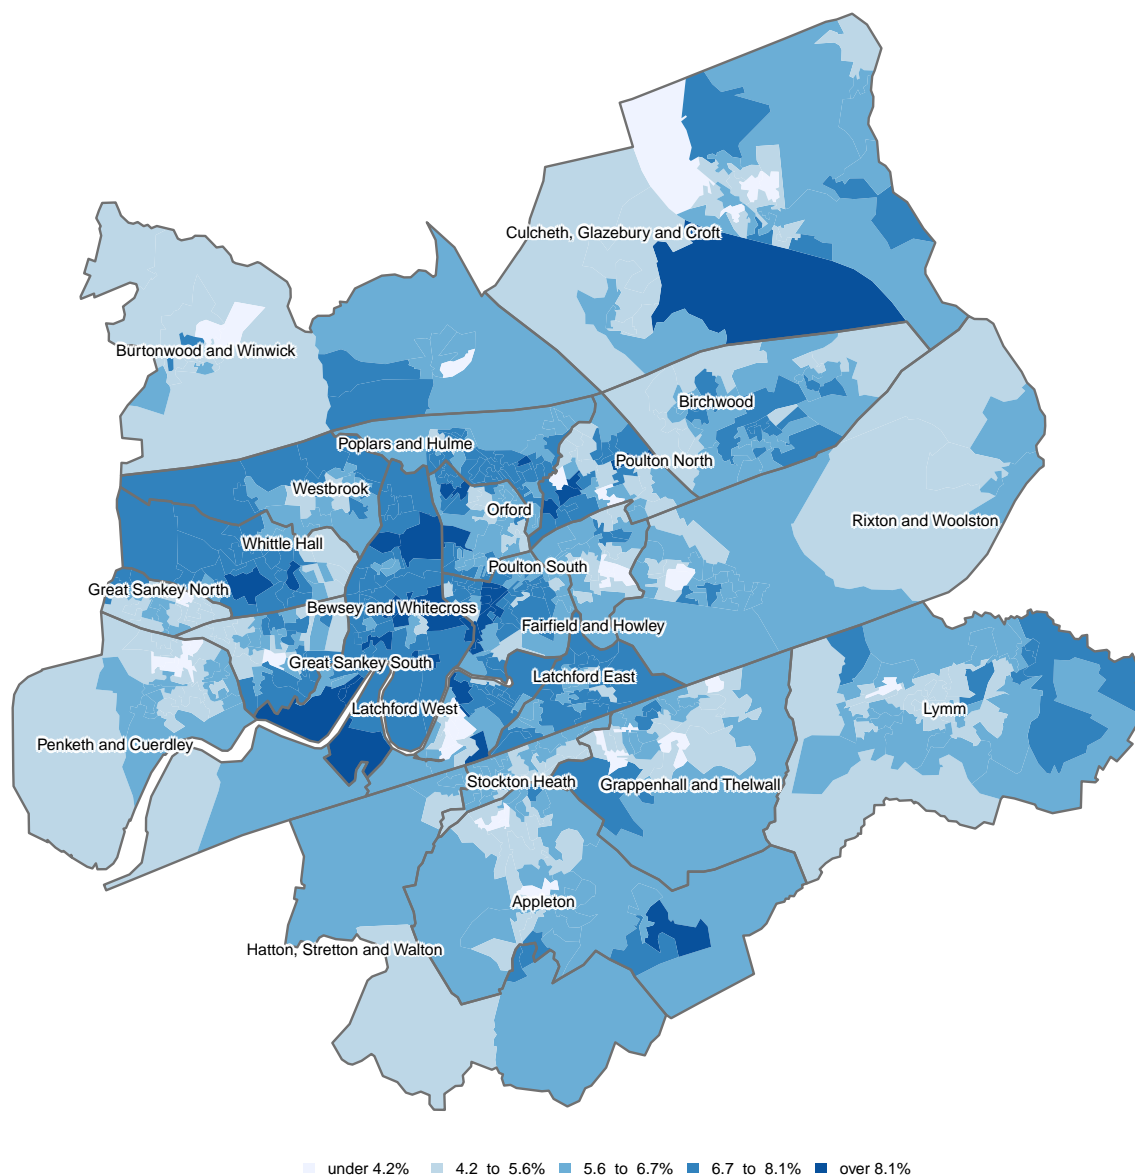 Culcheth, Glazebury and Croft
Burtonwood and Winwick
Birchwood
Poplars and Hulme
Poulton North
Westbrook
Orford
Rixton and Woolston
Whittle Hall
Poulton South
Great Sankey North
Bewsey and Whitecross
Fairfield and Howley
Great Sankey South
Latchford East
Latchford West
Lymm
Penketh and Cuerdley
Stockton Heath
Grappenhall and Thelwall
Appleton
Hatton, Stretton and Walton
under 4.2% 4.2 to 5.6% 5.6 to 6.7% 6.7 to 8.1% over 8.1%